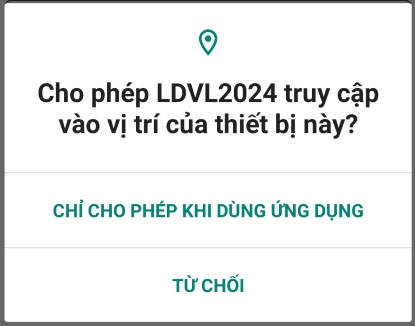 Cho phép LDVL2024 truy cập
vào vị trí của thiết bị này?
CHỈ CHO PHÉP KHI DÙNG ỨNG DỤNG
TỪ CHỐI